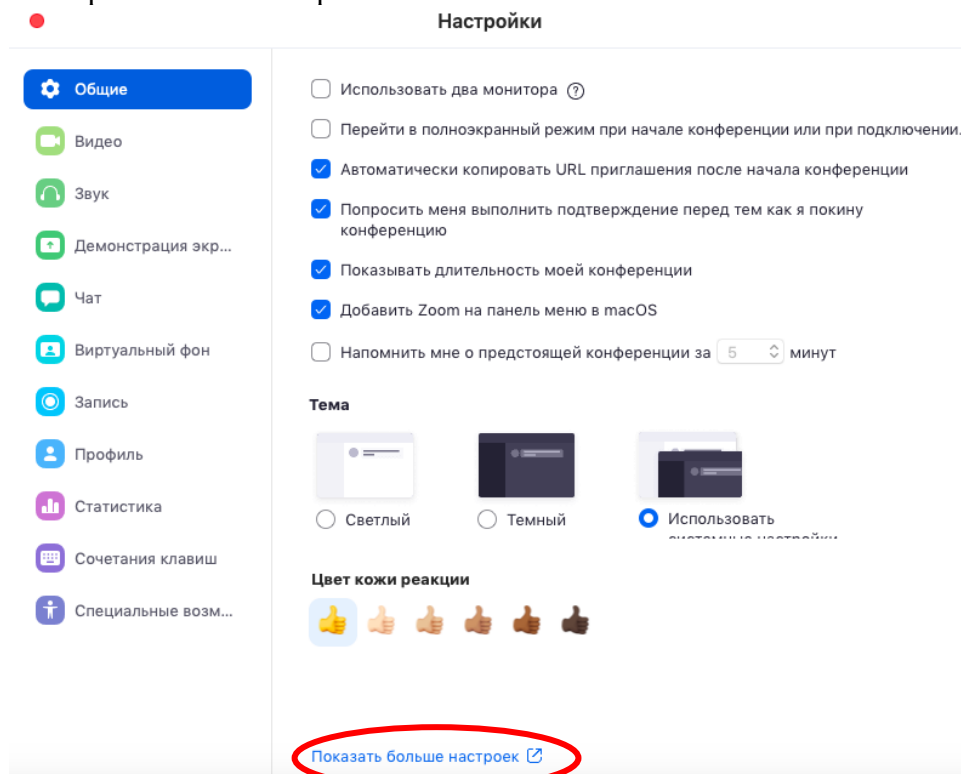 Настройки
Общие
Видео
Звук
Демонстрация экр...
Чат
Виртуальный фон
Запись
Профиль
Статистика
Сочетания клавиш
Специальные возм...
Использовать два монитора ?
Перейти в полноэкранный режим при начале конференции или при подключении.
Автоматически копировать URL приглашения после начала конференции
Попросить меня выполнить подтверждение перед тем как я покину
конференцию
Показывать длительность моей конференции
Добавить Zoom на панель меню в macOS
Напомнить мне о предстоящей конференции за 5 минут
Тема
Светлый
Темный
Использовать
системные настройки
Цвет кожи реакции
Показать больше настроек